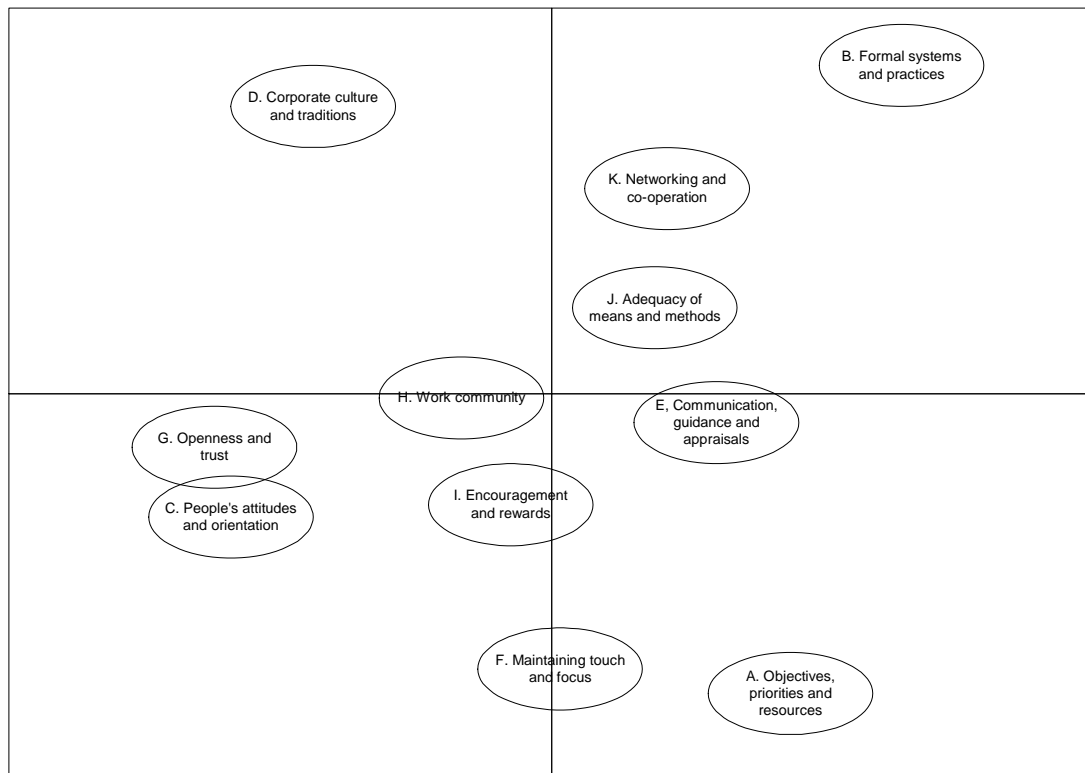 B. Formal systems
and practices
D. Corporate culture
and traditions
K. Networking and
co-operation
J. Adequacy of
means and methods
H. Work community
E, Communication,
guidance and
appraisals
G. Openness and
trust
C. People's attitudes
and orientation
I. Encouragement
and rewards
F. Maintaining touch
and focus
A. Objectives,
priorities and
resources